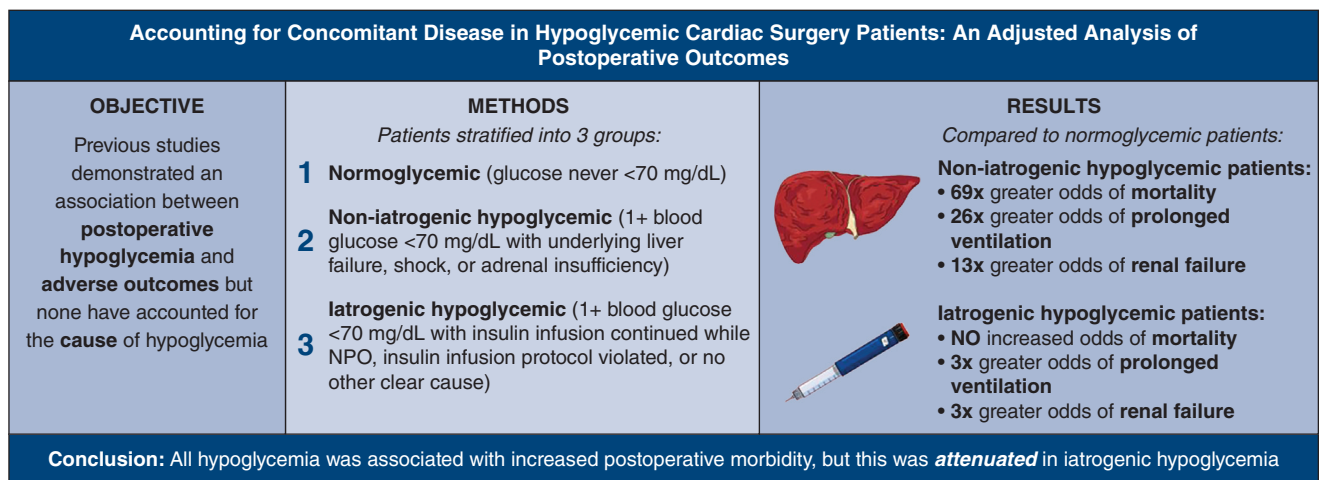 Accounting for Concomitant Disease in Hypoglycemic Cardiac Surgery Patients: An Adjusted Analysis of
Postoperative Outcomes
OBJECTIVE
Previous studies
demonstrated an
association between
postoperative
hypoglycemia and
adverse outcomes but
none have accounted for
the cause of hypoglycemia
METHODS
Patients stratified into 3 groups:
1 Normoglycemic (glucose never <70 mg/dL)
Non-iatrogenic hypoglycemic (1+ blood
2 glucose <70 mg/dL with underlying liver
failure, shock, or adrenal insufficiency)
Iatrogenic hypoglycemic (1+ blood glucose
<70 mg/dL with insulin infusion continued while
3 NPO, insulin infusion protocol violated, or no
other clear cause)
RESULTS
Compared to normoglycemic patients:
Non-iatrogenic hypoglycemic patients:
• 69x greater odds of mortality
• 26x greater odds of prolonged
ventilation
• 13x greater odds of renal failure
Iatrogenic hypoglycemic patients:
• NO increased odds of mortality
• 3x greater odds of prolonged
ventilation
• 3x greater odds of renal failure
Conclusion: All hypoglycemia was associated with increased postoperative morbidity, but this was attenuated in iatrogenic hypoglycemia